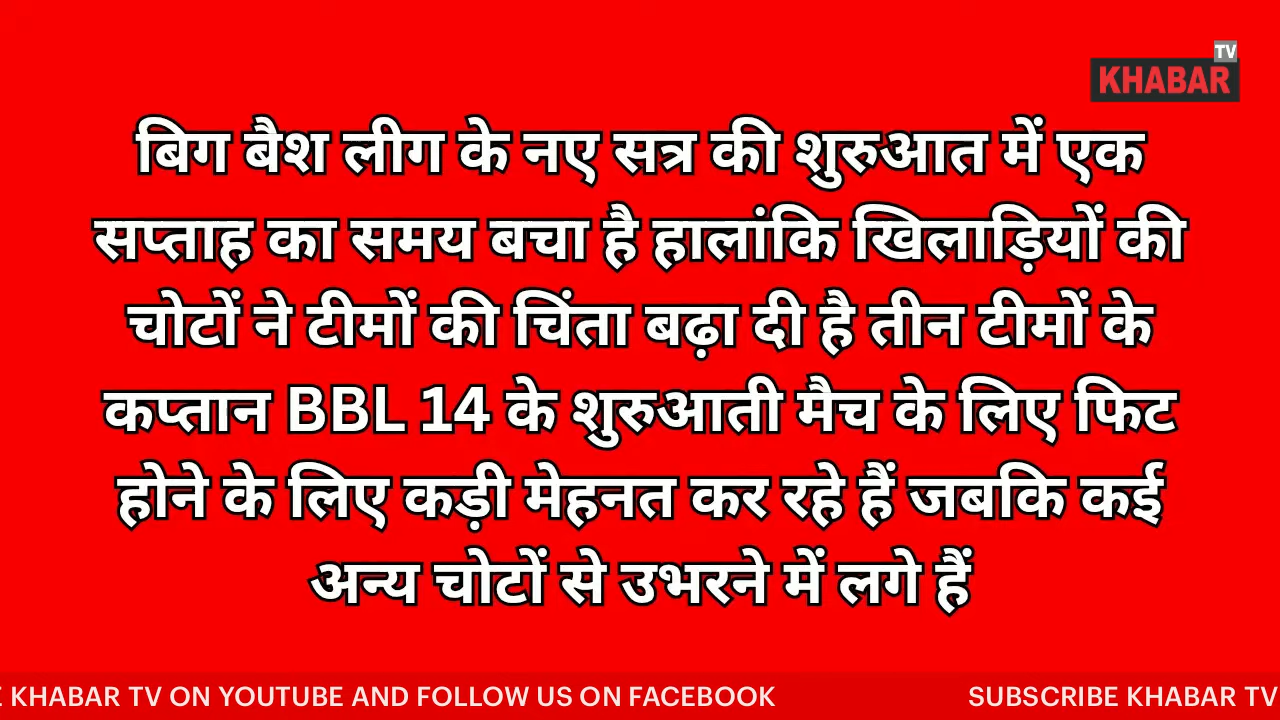 TV
KHABAR
बिग बैश लीग के नए सत्र की शुरुआत में एक
सप्ताह का समय बचा है हालांकि खिलाड़ियों की
चोटों ने टीमों की चिंता बढ़ा दी है तीन टीमों के
कप्तान BBL 14 के शुरुआती मैच के लिए फिट
होने के लिए कड़ी मेहनत कर रहे हैं जबकि कई
अन्य चोटों से उभरने में लगे हैं
KHABAR TV ON YOUTUBE AND FOLLOW US ON FACEBOOK SUBSCRIBE KHABAR TV